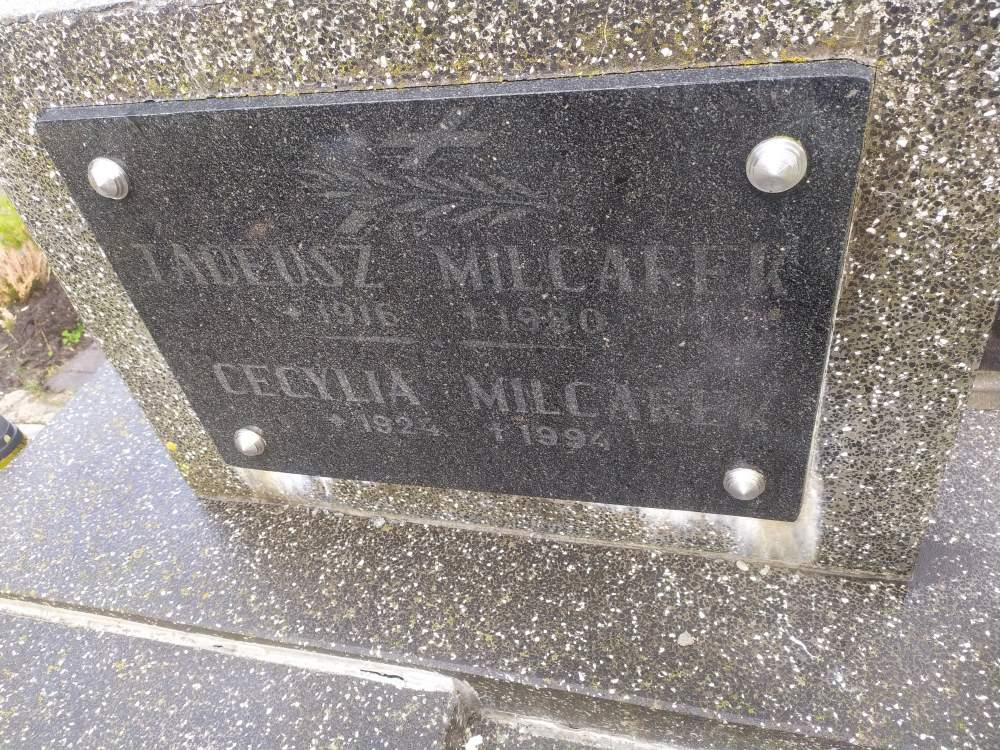 TADEUSZ MILCAREK
* 1916 † 1980
CECYLIA MILCAREK
* 1924 † 1994